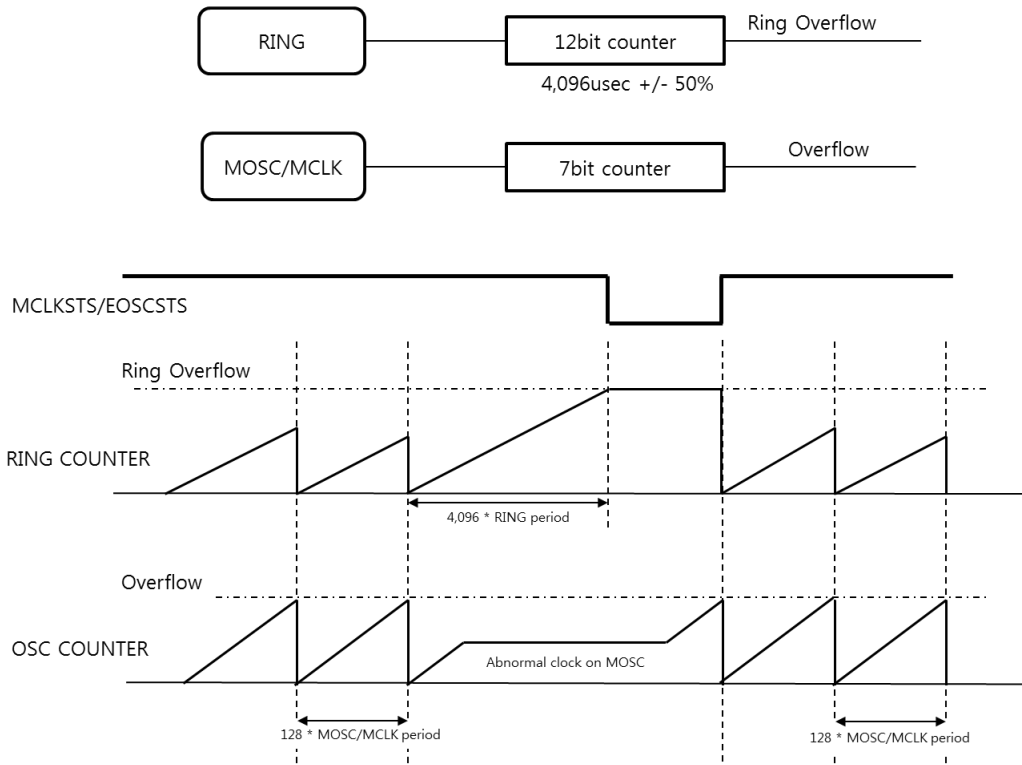 RING
12bit counter
Ring Overflow
4,096usec +/- 50%
MOSC/MCLK
7bit counter
Overflow
MCLKSTS/EOSCSTS
Ring Overflow
RING COUNTER
4,096 * RING period
Overflow
OSC COUNTER
Abnormal clock on MOSC
128 * MOSC/MCLK period
128 * MOSC/MCLK period